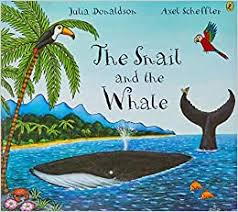 Julia Donaldson Axel Scheffler
The Snail
and the
Whale